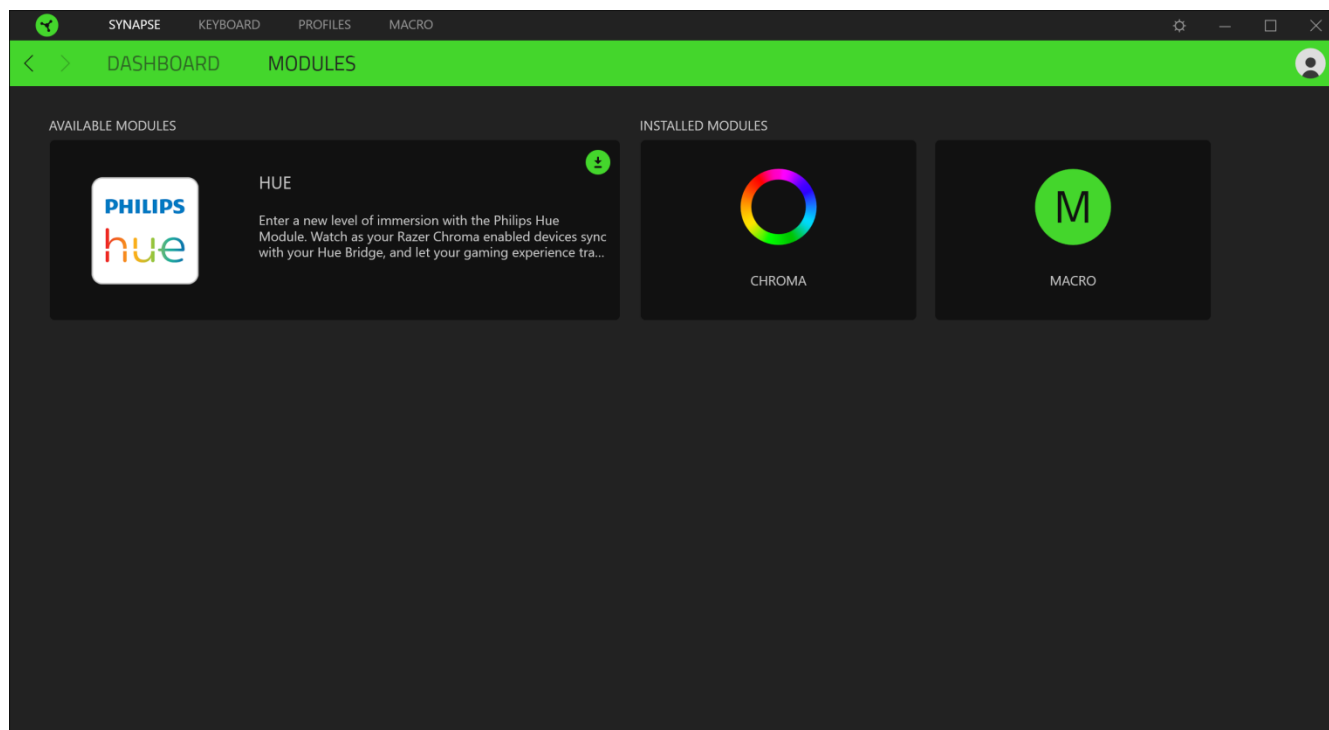 SYNAPSE KEYBOARD PROFILES MACRO
DASHBOARD MODULES
AVAILABLE MODULES
PHILIPS
hue
HUE
Enter a new level of immersion with the Philips Hue
Module. Watch as your Razer Chroma enabled devices sync
with your Hue Bridge, and let your gaming experience tra...
INSTALLED MODULES
CHROMA
M
MACRO